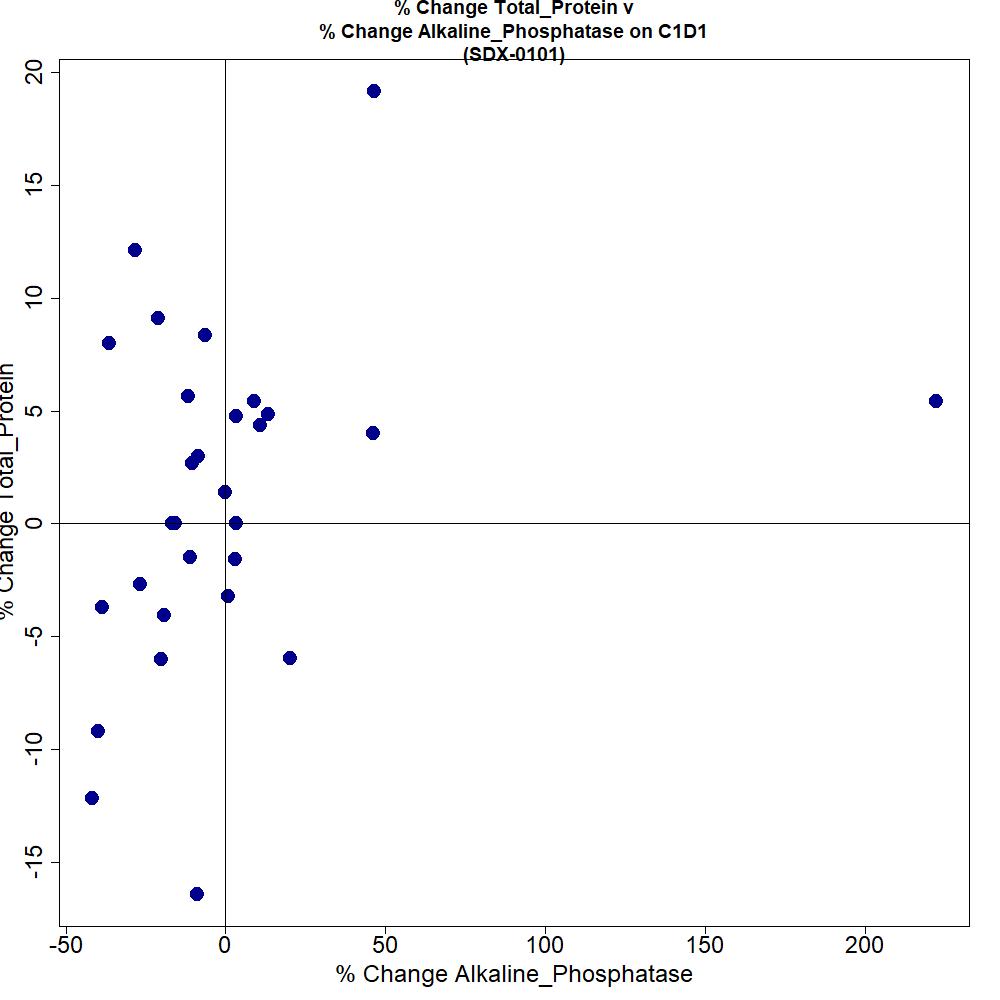 % Change Total_Protein v
% Change Alkaline_Phosphatase on C1D1
(SDX-0101)
20
15
10
5
0
-5
-10
-15
% Change Total_Protein
-50
0
50
100
150
200
% Change Alkaline_Phosphatase